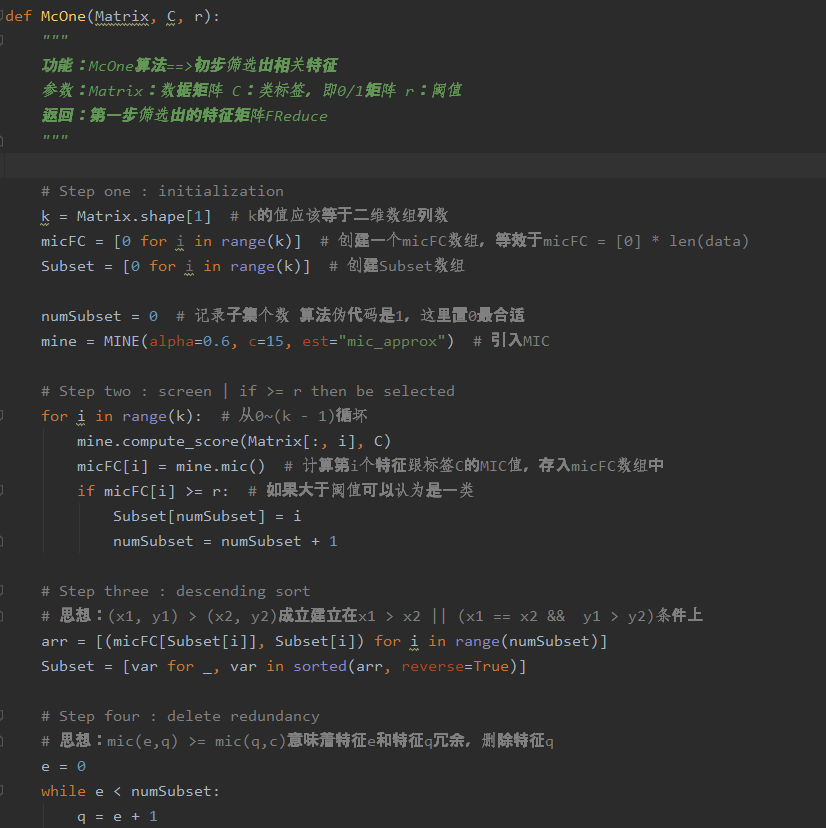 def McOne(Matrix, C, r):
"""
功能：McOne算法==>初步筛选出相关特征
参数：Matrix：数据矩阵 C：类标签，即0/1矩阵 r：阈值
返回：第一步筛选出的特征矩阵FReduce
"""
# Step one : initialization
k = Matrix.shape[1]  # k的值应该等于二维数组列数
micFC = [0 for i in range(k)]  # 创建一个micFC数组，等效于micFC = [0] * len(data)
Subset = [0 for i in range(k)]  # 创建Subset数组
numSubset = 0  # 记录子集个数 算法伪代码是1，这里置0最合适
mine = MINE(alpha=0.6, c=15, est="mic_approx")  # 引入MIC
# Step two : screen | if >= r then be selected
for i in range(k):  # 从0~(k - 1)循环
mine.compute_score(Matrix[:, i], C)
micFC[i] = mine.mic()  # 计算第i个特征跟标签C的MIC值，存入micFC数组中
if micFC[i] >= r:  # 如果大于阈值可以认为是一类
Subset[numSubset] = i
numSubset = numSubset + 1
# Step three : descending sort
# 思想：(x1, y1) > (x2, y2)成立建立在x1 > x2 || (x1 == x2 &&  y1 > y2)条件上
arr = [(micFC[Subset[i]], Subset[i]) for i in range(numSubset)]
Subset = [var for _, var in sorted(arr, reverse=True)]
# Step four : delete redundancy
# 思想：mic(e,q) >= mic(q,c)意味着特征e和特征q冗余，删除特征q
e = 0
while e < numSubset:
q = e + 1